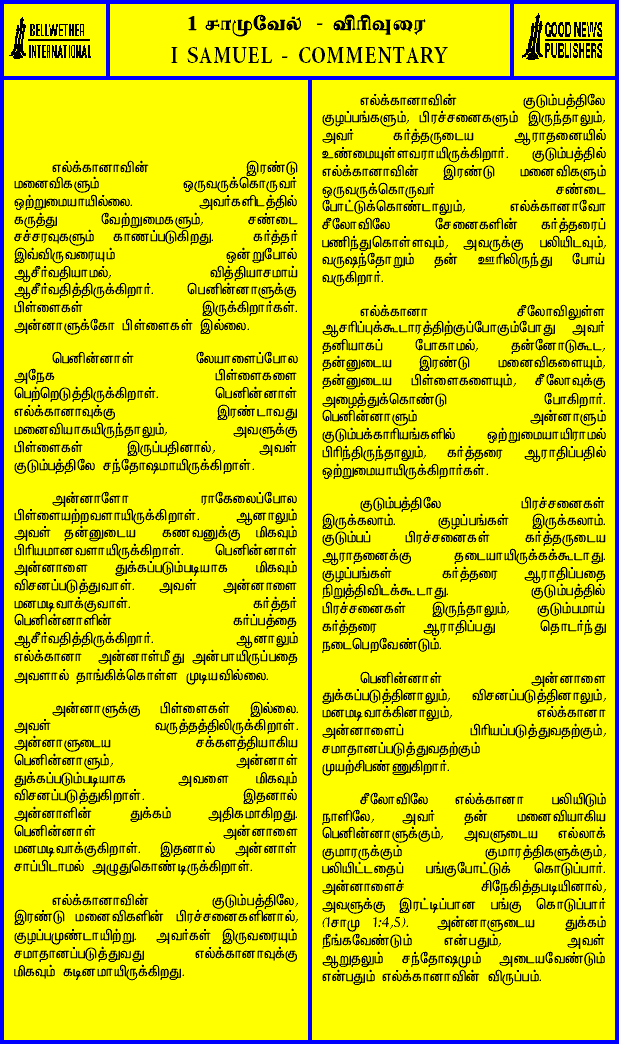 BELLWETHER
INTERNATIONAL
1 சாமுவேல் - விரிவுரை
I SAMUEL - COMMENTARY
GOOD NEWS
PUBLISHERS
எல்க்கானாவின் இரண்டு
மனைவிகளும் ஒருவருக்கொருவர்
ஒற்றுமையாயில்லை. அவர்களிடத்தில்
கருத்து வேற்றுமைகளும், சண்டை
சச்சரவுகளும் காணப்படுகிறது. கர்த்தர்
இவ்விருவரையும் ஒன்றுபோல்
ஆசீர்வதியாமல், வித்தியாசமாய்
ஆசீர்வதித்திருக்கிறார். பெனின்னாளுக்கு
பிள்ளைகள் இருக்கிறார்கள்.
அன்னாளுக்கோ பிள்ளைகள் இல்லை.
பெனின்னாள் லேயாளைப்போல
அநேக பிள்ளைகளை
பெற்றெடுத்திருக்கிறாள். பெனின்னாள்
எல்க்கானாவுக்கு இரண்டாவது
மனைவியாகயிருந்தாலும், அவளுக்கு
பிள்ளைகள் இருப்பதினால், அவள்
குடும்பத்திலே சந்தோஷமாயிருக்கிறாள்.
அன்னாளோ ராகேலைப்போல
பிள்ளையற்றவளாயிருக்கிறாள். ஆனாலும்
அவள் தன்னுடைய கணவனுக்கு மிகவும்
பிரியமானவளாயிருக்கிறாள். பெனின்னாள்
அன்னாளை துக்கப்படும்படியாக மிகவும்
விசனப்படுத்துவாள். அவள் அன்னாளை
மனமடிவாக்குவாள். கர்த்தர்
பெனின்னாளின் கர்ப்பத்தை
ஆசீர்வதித்திருக்கிறார். ஆனாலும்
எல்க்கானா அன்னாள்மீது அன்பாயிருப்பதை
அவளால் தாங்கிக்கொள்ள முடியவில்லை.
அன்னாளுக்கு பிள்ளைகள் இல்லை.
அவள் வருத்தத்திலிருக்கிறாள்.
அன்னாளுடைய சக்களத்தியாகிய
பெனின்னாளும், அன்னாள்
துக்கப்படும்படியாக அவளை மிகவும்
விசனப்படுத்துகிறாள். இதனால்
அன்னாளின் துக்கம் அதிகமாகிறது.
பெனின்னாள் அன்னாளை
மனமடிவாக்குகிறாள். இதனால் அன்னாள்
சாப்பிடாமல் அழுதுகொண்டிருக்கிறாள்.
எல்க்கானாவின் குடும்பத்திலே,
இரண்டு மனைவிகளின் பிரச்சனைகளினால்,
குழப்பமுண்டாயிற்று. அவர்கள் இருவரையும்
சமாதானப்படுத்துவது எல்க்கானாவுக்கு
மிகவும் கடினமாயிருக்கிறது.
எல்க்கானாவின் குடும்பத்திலே
குழப்பங்களும், பிரச்சனைகளும் இருந்தாலும்,
அவர் கர்த்தருடைய ஆராதனையில்
உண்மையுள்ளவராயிருக்கிறார். குடும்பத்தில்
எல்க்கானாவின் இரண்டு மனைவிகளும்
ஒருவருக்கொருவர் சண்டை
போட்டுக்கொண்டாலும், எல்க்கானாவோ
சீலோவிலே சேனைகளின் கர்த்தரைப்
பணிந்துகொள்ளவும், அவருக்கு பலியிடவும்,
வருஷந்தோறும் தன் ஊரிலிருந்து போய்
வருகிறார்.
எல்க்கானா சீலோவிலுள்ள
ஆசரிப்புக்கூடாரத்திற்குப்போகும்போது அவர்
தனியாகப் போகாமல், தன்னோடுகூட,
தன்னுடைய இரண்டு மனைவிகளையும்,
தன்னுடைய பிள்ளைகளையும், சீலோவுக்கு
அழைத்துக்கொண்டு போகிறார்.
பெனின்னாளும் அன்னாளும்
குடும்பக்காரியங்களில் ஒற்றுமையாயிராமல்
பிரிந்திருந்தாலும், கர்த்தரை ஆராதிப்பதில்
ஒற்றுமையாயிருக்கிறார்கள்.
குடும்பத்திலே பிரச்சனைகள்
இருக்கலாம். குழப்பங்கள் இருக்கலாம்.
குடும்பப் பிரச்சனைகள் கர்த்தருடைய
ஆராதனைக்கு தடையாயிருக்கக்கூடாது.
குழப்பங்கள் கர்த்தரை ஆராதிப்பதை
நிறுத்திவிடக்கூடாது. குடும்பத்தில்
பிரச்சனைகள் இருந்தாலும், குடும்பமாய்
கர்த்தரை ஆராதிப்பது தொடர்ந்து
நடைபெறவேண்டும்.
பெனின்னாள் அன்னாளை
துக்கப்படுத்தினாலும், விசனப்படுத்தினாலும்,
மனமடிவாக்கினாலும், எல்க்கானா
அன்னாளைப் பிரியப்படுத்துவதற்கும்,
சமாதானப்படுத்துவதற்கும்
முயற்சிபண்ணுகிறார்.
சீலோவிலே எல்க்கானா பலியிடும்
நாளிலே, அவர் தன் மனைவியாகிய
பெனின்னாளுக்கும், அவளுடைய எல்லாக்
குமாரருக்கும் குமாரத்திகளுக்கும்,
பலியிட்டதைப் பங்குபோட்டுக் கொடுப்பார்.
அன்னாளைச் சிநேகித்தபடியினால்,
அவளுக்கு இரட்டிப்பான பங்கு கொடுப்பார்
(1சாமு 1:4,5). அன்னாளுடைய துக்கம்
நீங்கவேண்டும் என்பதும், அவள்
ஆறுதலும் சந்தோஷமும் அடையவேண்டும்
என்பதும் எல்க்கானாவின் விருப்பம்.